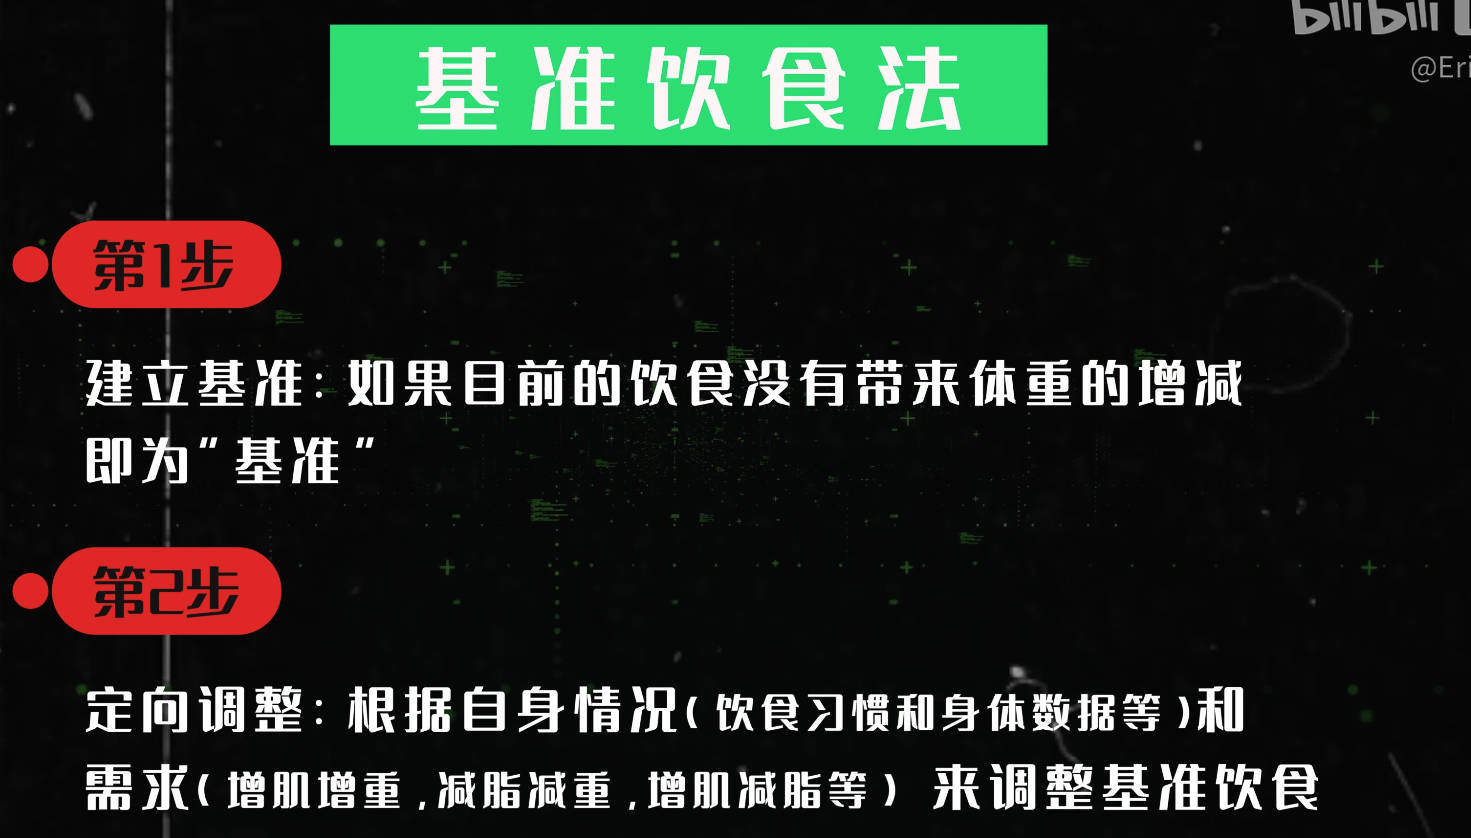 bilibili
@Eri
基准饮食法
第1步
建立基准：如果目前的饮食没有带来体重的增减
即为"基准"
第2步
定向调整：根据自身情况(饮食习惯和身体数据等)和
需求(增肌增重,减脂减重,增肌减脂等) 来调整基准饮食